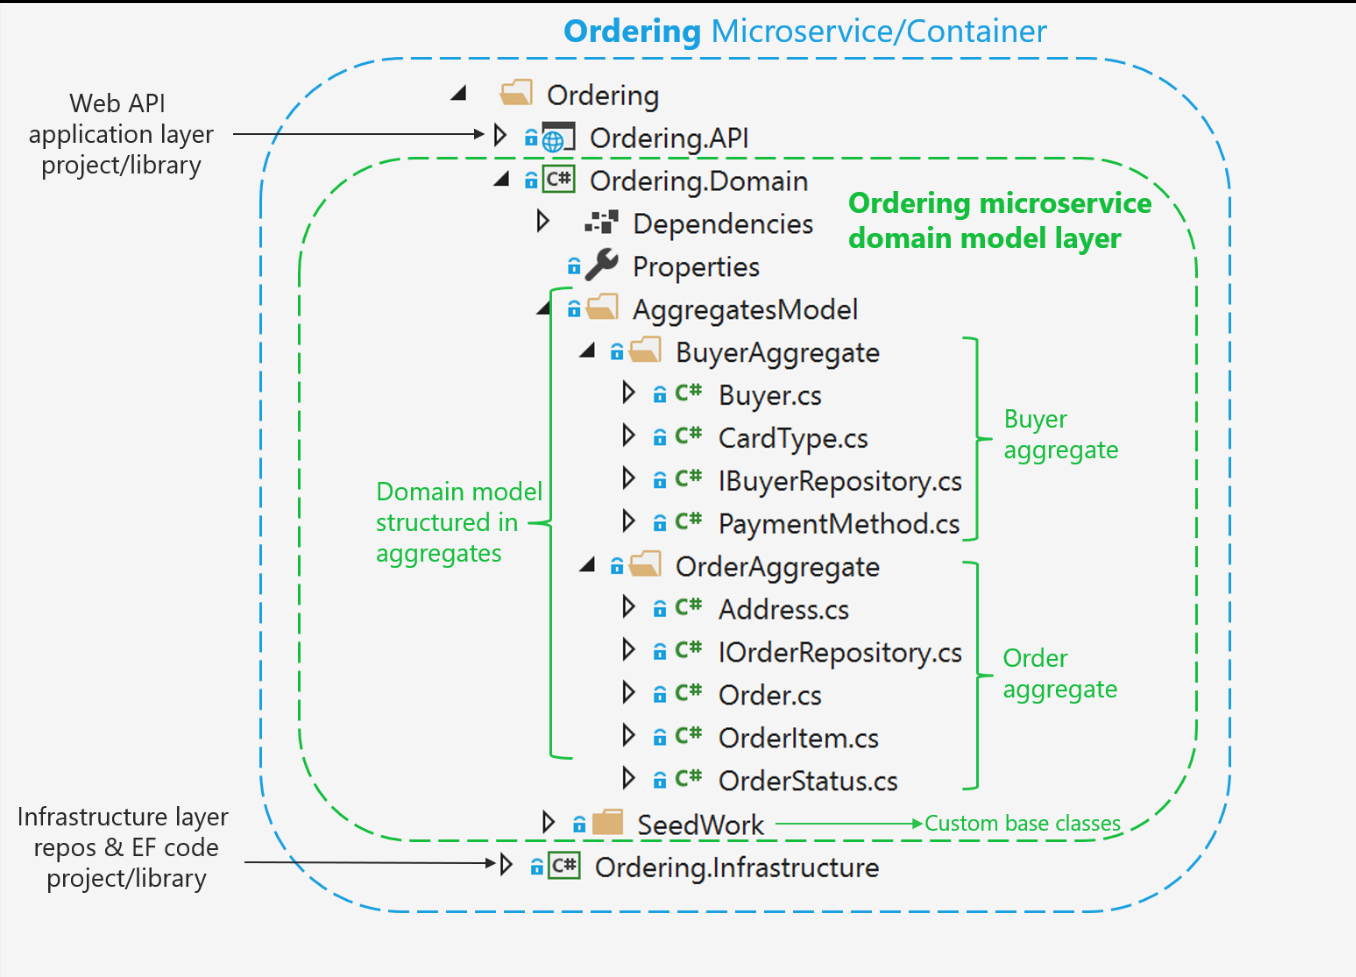 Ordering Microservice/Container
Ordering
Web API
application layer
project/library
Ordering.API
C# Ordering.Domain
Ordering microservice
domain model layer
Dependencies
Properties
AggregatesModel
BuyerAggregate
C# Buyer.cs
C# CardType.cs
C# IBuyerRepository.cs
C# PaymentMethod.cs
Buyer
aggregate
Domain model
structured in
aggregates
OrderAggregate
C# Address.cs
C# IOrderRepository.cs
C# Order.cs
C# OrderItem.cs
C# OrderStatus.cs
Order
aggregate
SeedWork
Custom base classes
Infrastructure layer
repos & EF code
project/library
C# Ordering.Infrastructure